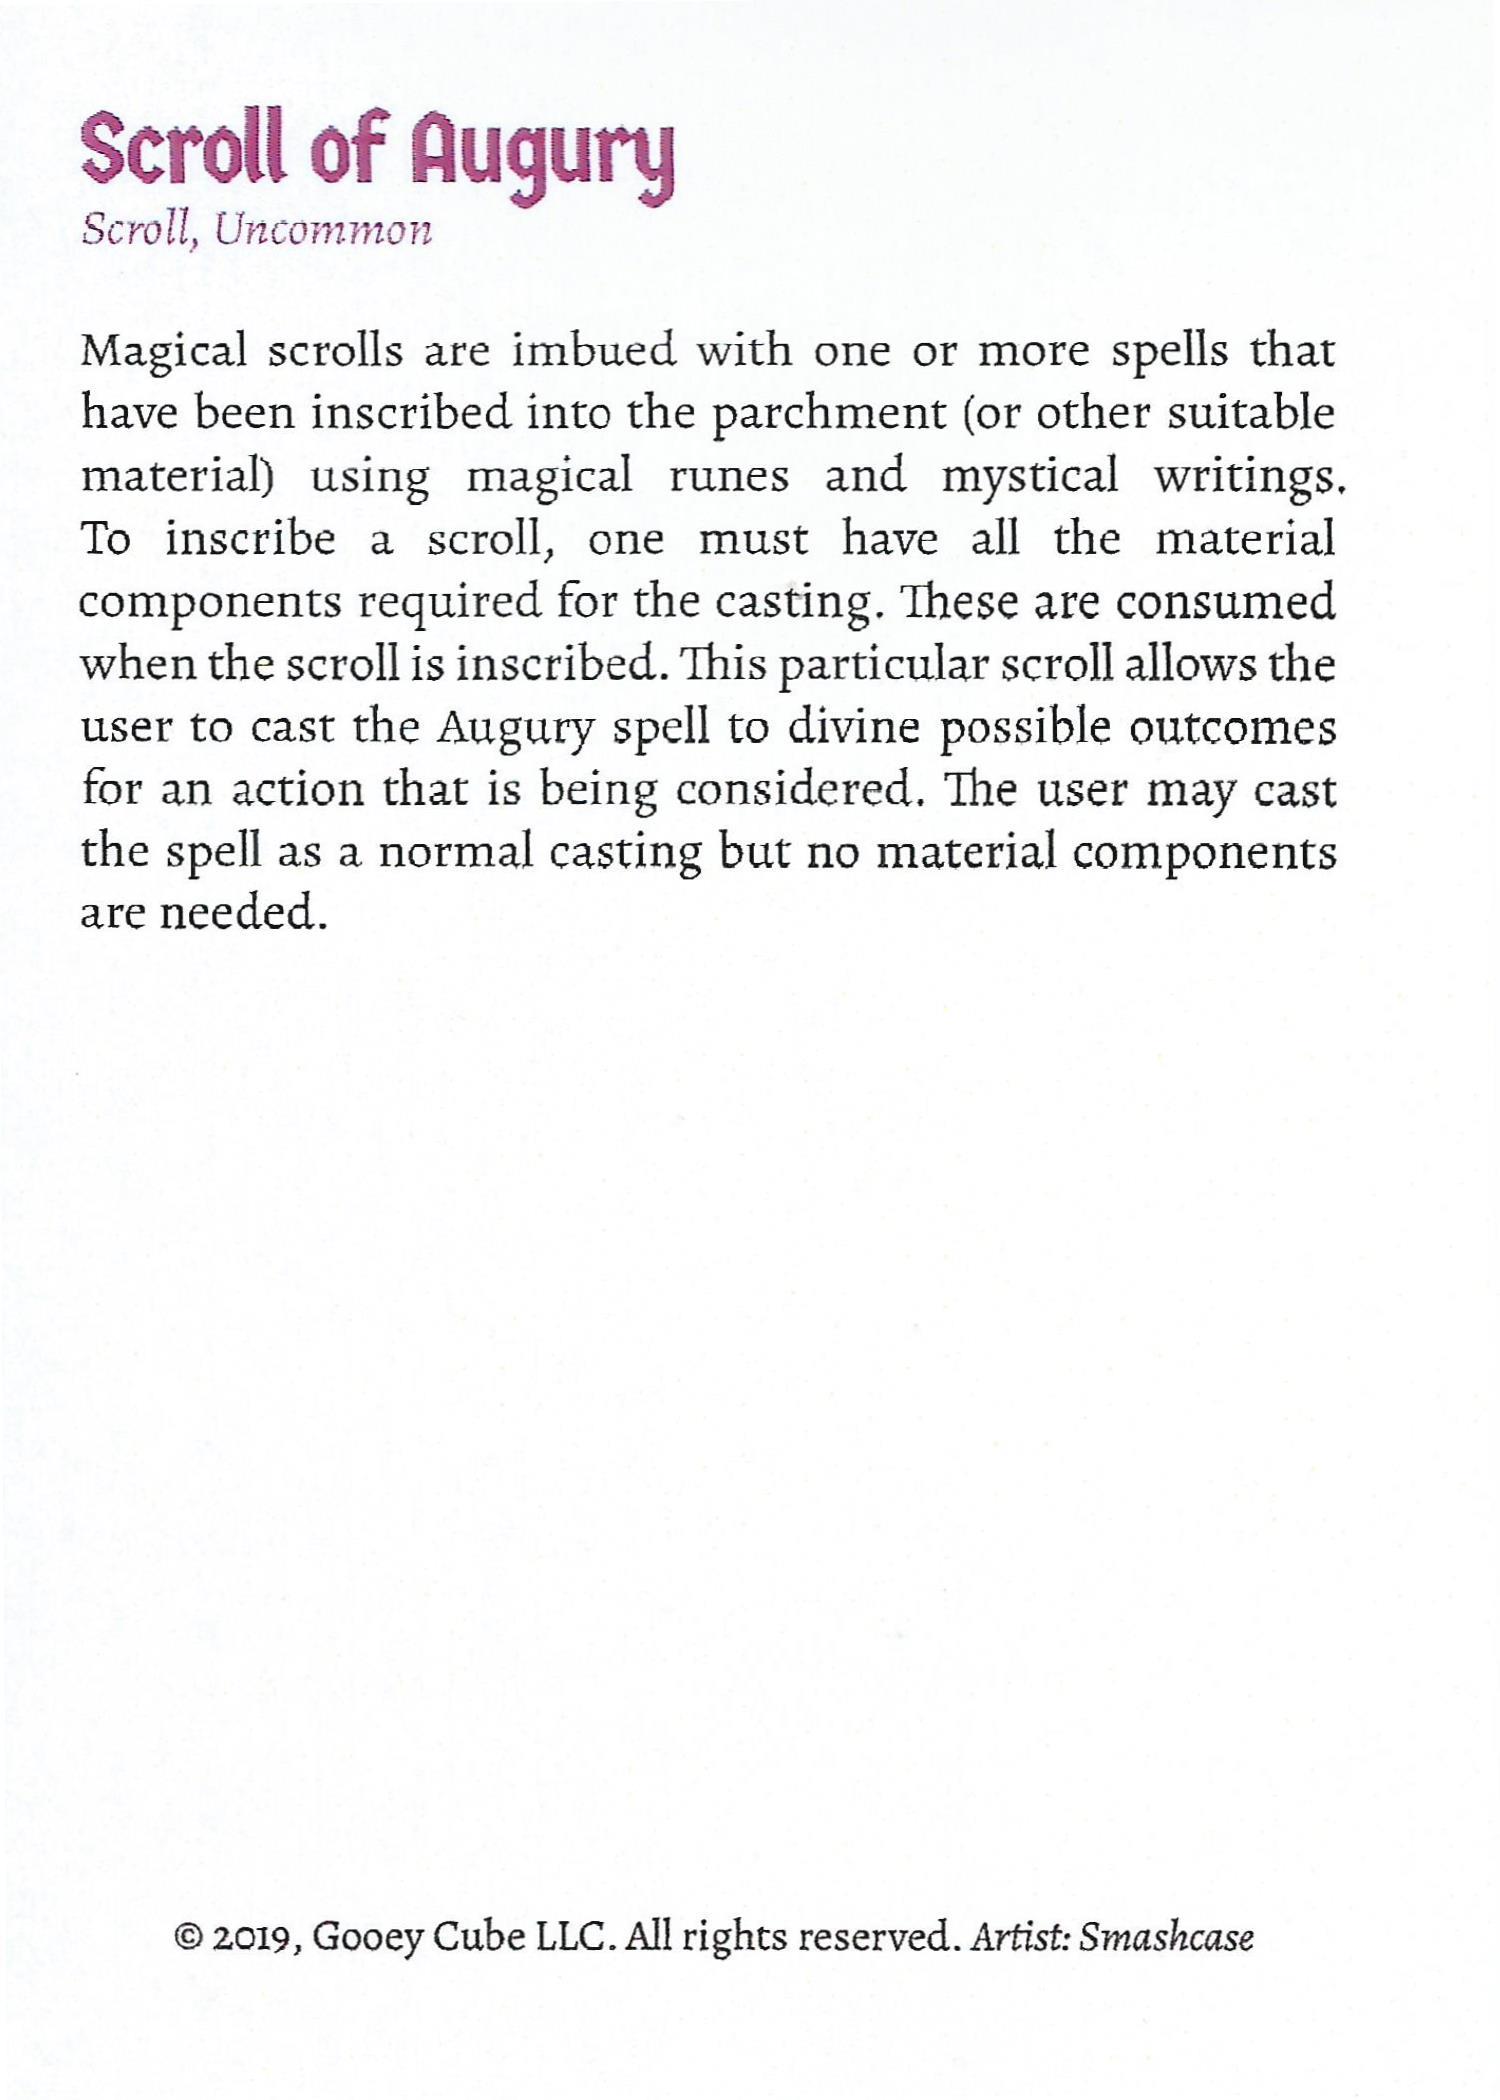 Scroll of Augury
Scroll, Uncommon
Magical scrolls are imbued with one or more spells that
have been inscribed into the parchment (or other suitable
material) using magical runes and mystical writings.
To inscribe a scroll, one must have all the material
components required for the casting. These are consumed
when the scroll is inscribed. This particular scroll allows the
user to cast the Augury spell to divine possible outcomes
for an action that is being considered. The user may cast
the spell as a normal casting but no material components
are needed.
© 2019, Gooey Cube LLC. All rights reserved. Artist: Smashcase